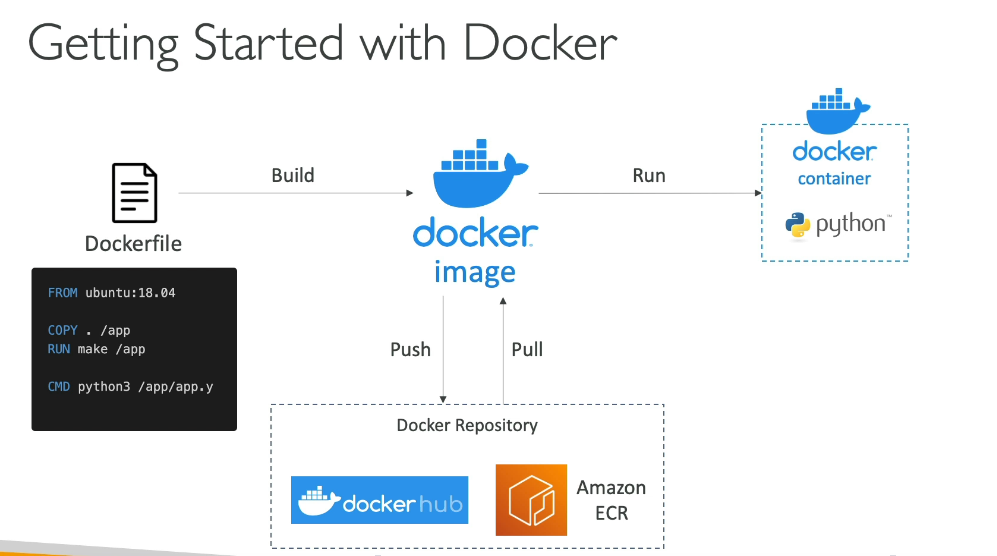 Getting Started with Docker
Build
Run
docker
container
python™
Dockerfile
docker
image
FROM ubuntu:18.04
COPY . /app
RUN make /app
CMD python3 /app/app.y
Push
Pull
Docker Repository
dockerhub
Amazon
ECR